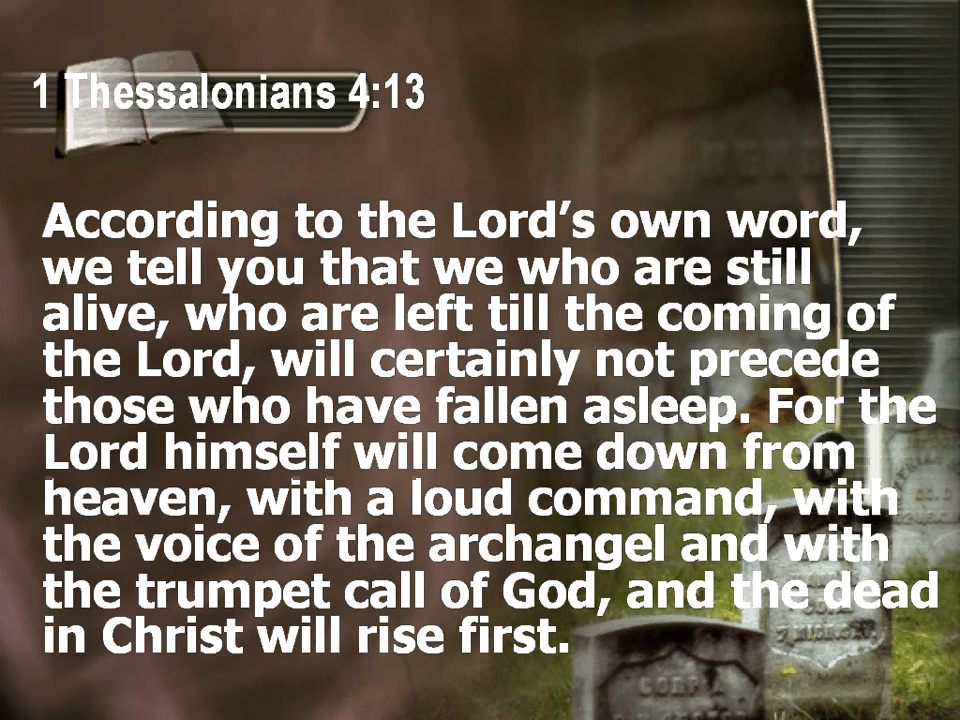 1 Thessalonians 4:13
According to the Lord’s own word,
we tell you that we who are still
alive, who are left till the coming of
the Lord, will certainly not precede
those who have fallen asleep. For the
Lord himself will come down from
heaven, with a loud command, with
the voice of the archangel and with
the trumpet call of God, and the dead
in Christ will rise first.